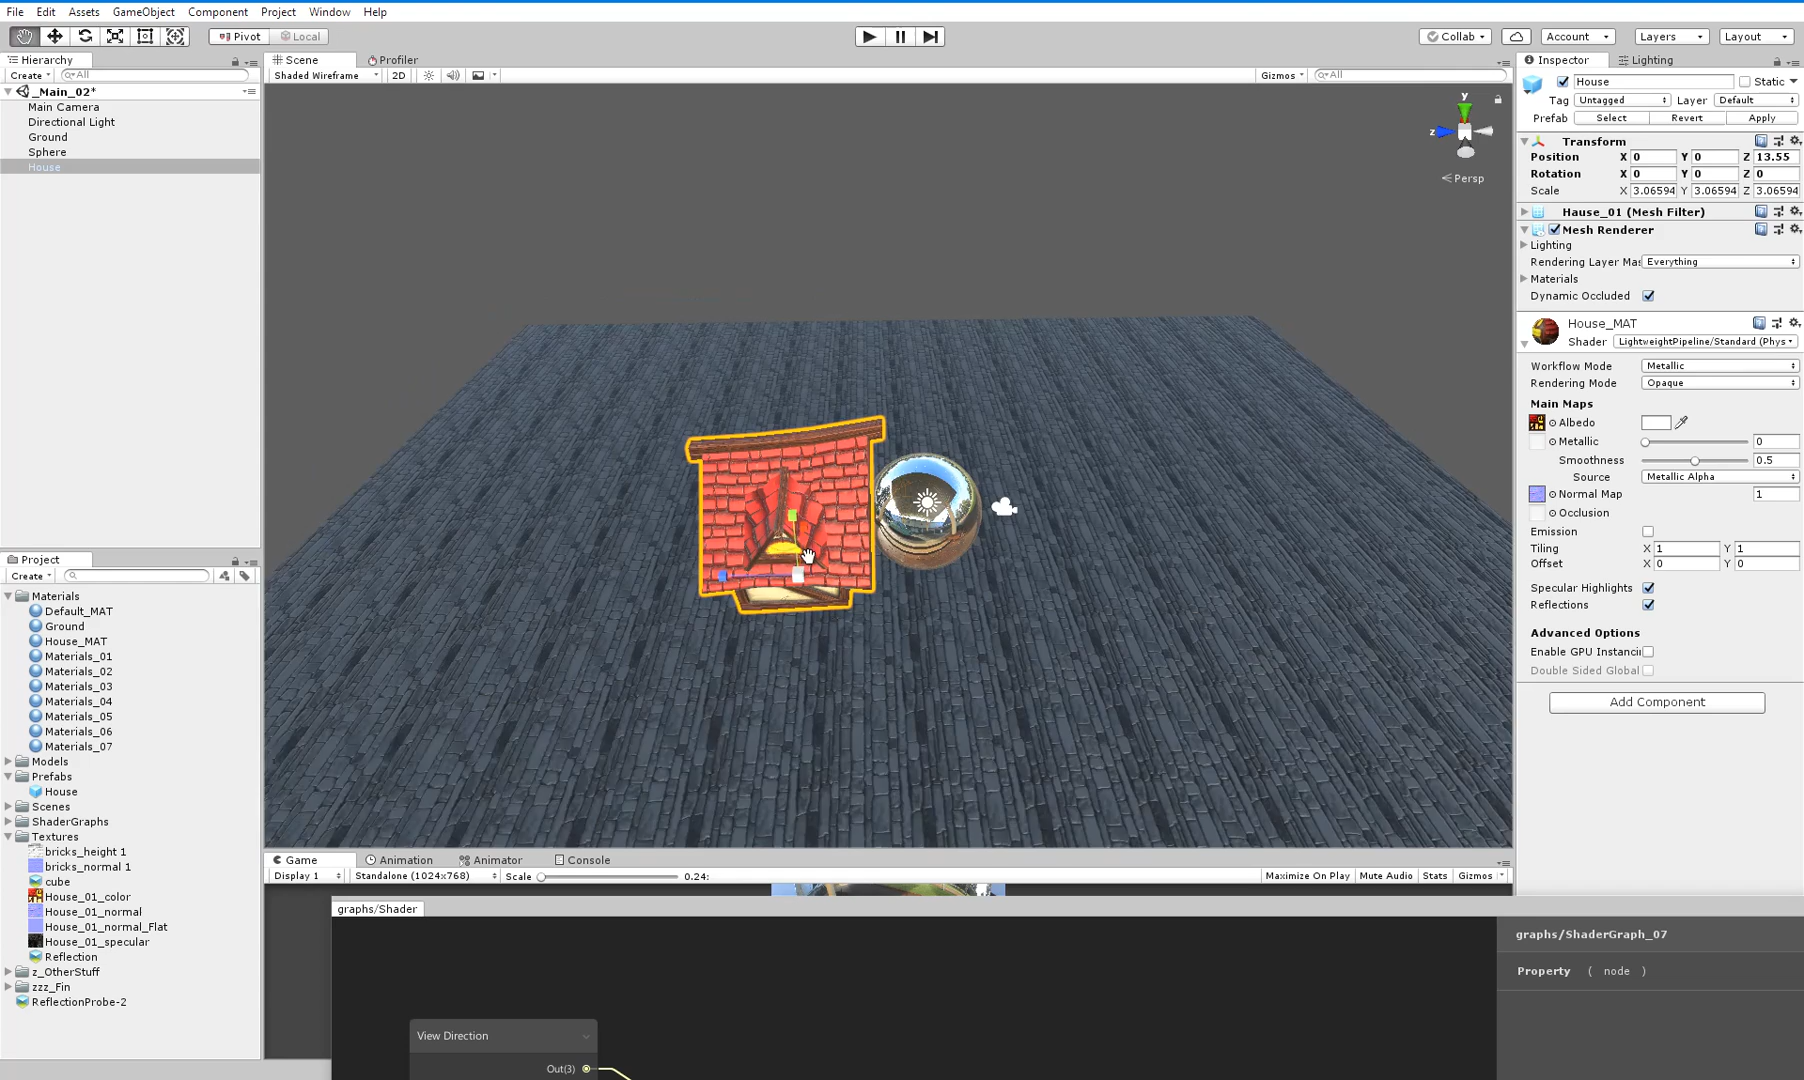 File Edit Assets GameObject Component Project Window Help
Pivot Local Collab Account Layers Layout
Hierarchy
Create All
_Main_02*
Main Camera
Directional Light
Ground
Sphere
House
Scene Profiler
Shaded Wireframe 2D Gizmos All
y
z
Persp
Inspector Lighting
House Static
Tag Untagged Layer Default
Prefab Select Revert Apply
Transform
Position X 0 Y 0 Z 13.55
Rotation X 0 Y 0 Z 0
Scale X 3.06594 Y 3.06594 Z 3.06594
Hause_01 (Mesh Filter)
Mesh Renderer
Lighting
Rendering Layer Mas Everything
Materials
Dynamic Occluded
House_MAT
Shader LightweightPipeline/Standard (Phys
Workflow Mode Metallic
Rendering Mode Opaque
Main Maps
Albedo
Metallic 0
Smoothness 0.5
Source Metallic Alpha
Normal Map 1
Occlusion
Emission
Tiling X 1 Y 1
Offset X 0 Y 0
Specular Highlights
Reflections
Advanced Options
Enable GPU Instancin
Double Sided Global
Add Component
Project
Create
Materials
Default_MAT
Ground
House_MAT
Materials_01
Materials_02
Materials_03
Materials_04
Materials_05
Materials_06
Materials_07
Models
Prefabs
House
Scenes
ShaderGraphs
Textures
bricks_height 1
bricks_normal 1
cube
House_01_color
House_01_normal
House_01_normal_Flat
House_01_specular
Reflection
z_OtherStuff
zzz_Fin
ReflectionProbe-2
Game Animation Animator Console
Display 1 Standalone (1024x768) Scale 0.24: Maximize On Play Mute Audio Stats Gizmos
graphs/Shader
View Direction
Out(3)
graphs/ShaderGraph_07
Property ( node )